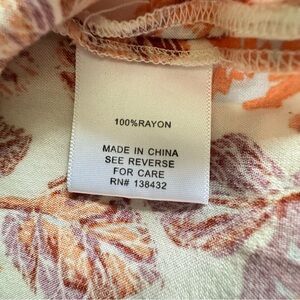 100%RAYON
MADE IN CHINA
SEE REVERSE
FOR CARE
RN# 138432